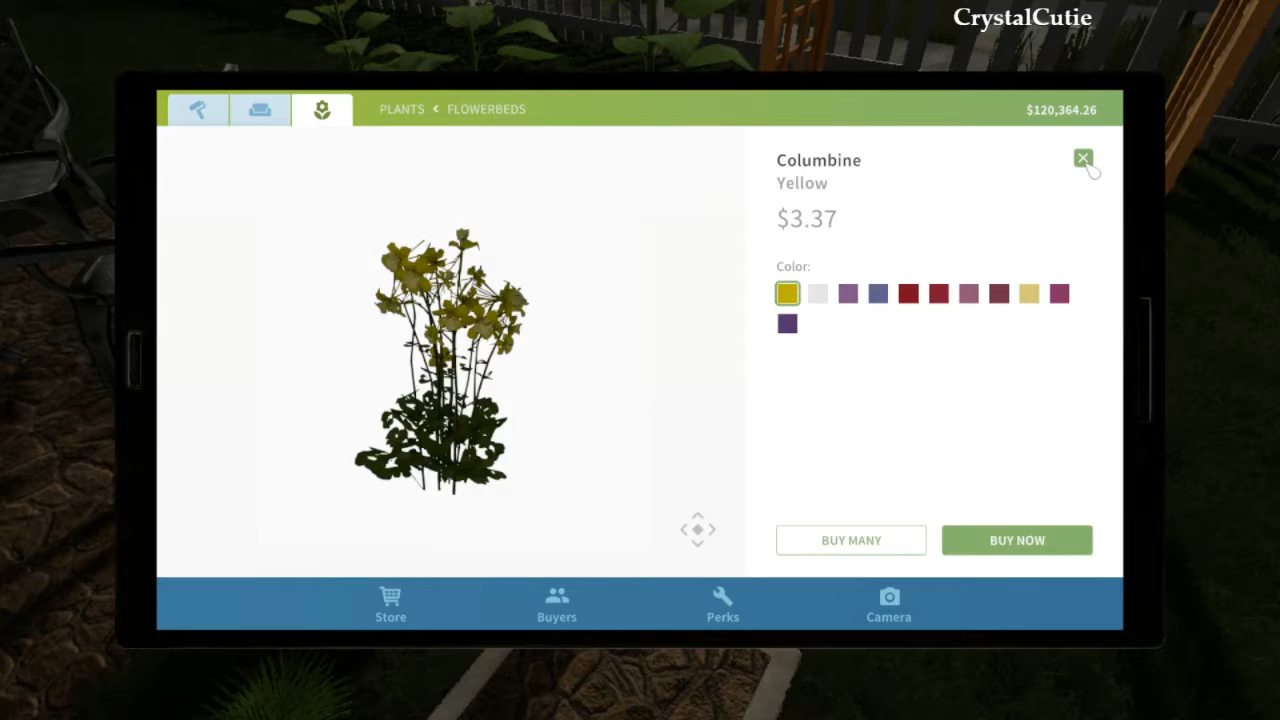 CrystalCutie
PLANTS < FLOWERBEDS
$120,364.26
Columbine
Yellow
$3.37
Color:
BUY MANY
BUY NOW
Store
Buyers
Perks
Camera